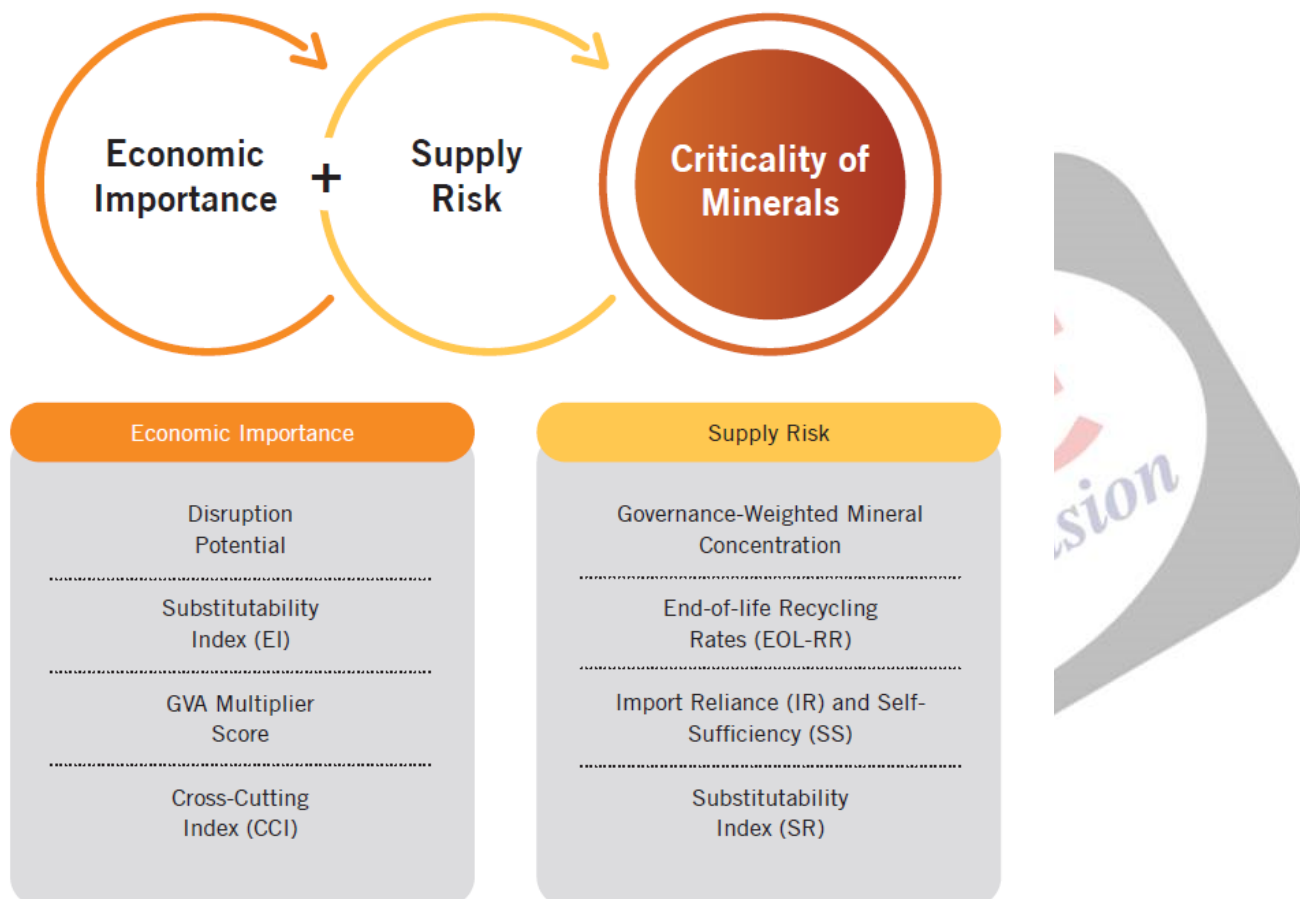 Economic
Importance
+
Supply
Risk
Criticality of
Minerals
Economic Importance
Disruption
Potential
Substitutability
Index (EI)
GVA Multiplier
Score
Cross-Cutting
Index (CCI)
Supply Risk
Governance-Weighted Mineral
Concentration
End-of-life Recycling
Rates (EOL-RR)
Import Reliance (IR) and Self-
Sufficiency (SS)
Substitutability
Index (SR)